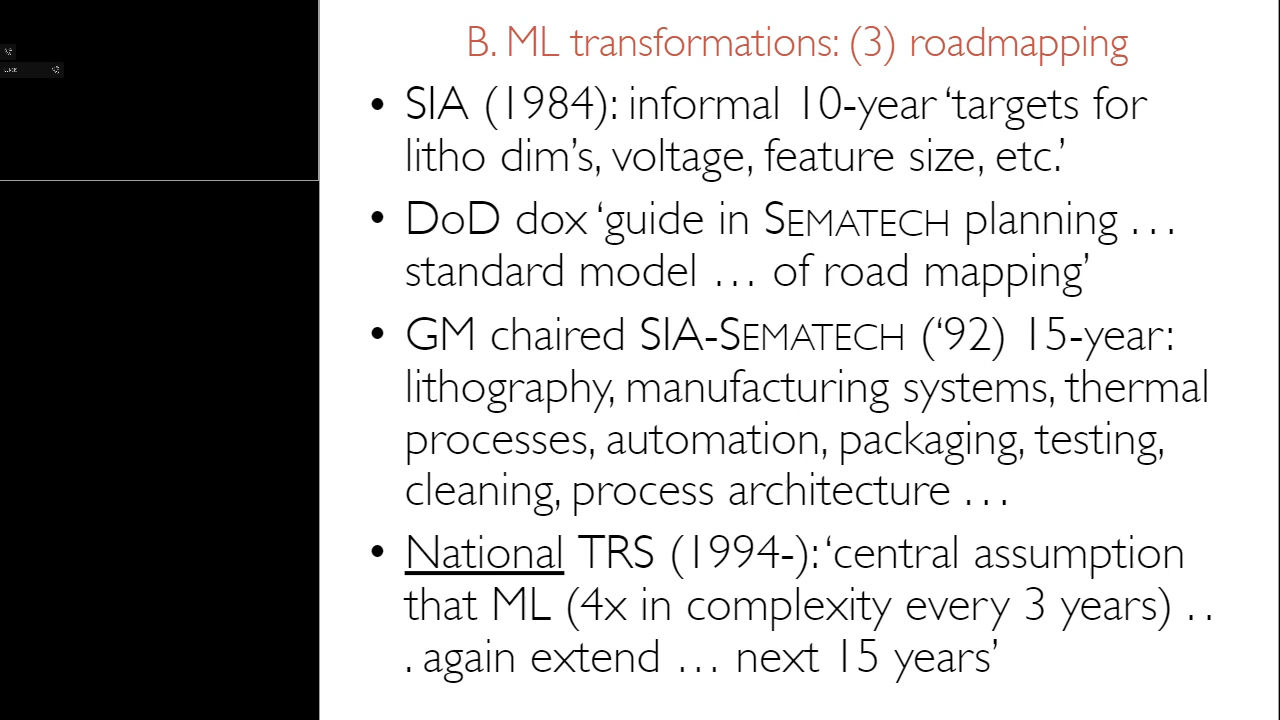 B. ML transformations: (3) roadmapping
• SIA (1984): informal 10-year ‘targets for
litho dim’s, voltage, feature size, etc.’
• DoD dox ‘guide in SEMATECH planning …
standard model … of road mapping’
• GM chaired SIA-SEMATECH (‘92) 15-year:
lithography, manufacturing systems, thermal
processes, automation, packaging, testing,
cleaning, process architecture …
• National TRS (1994-): ‘central assumption
that ML (4x in complexity every 3 years) . .
. again extend … next 15 years’